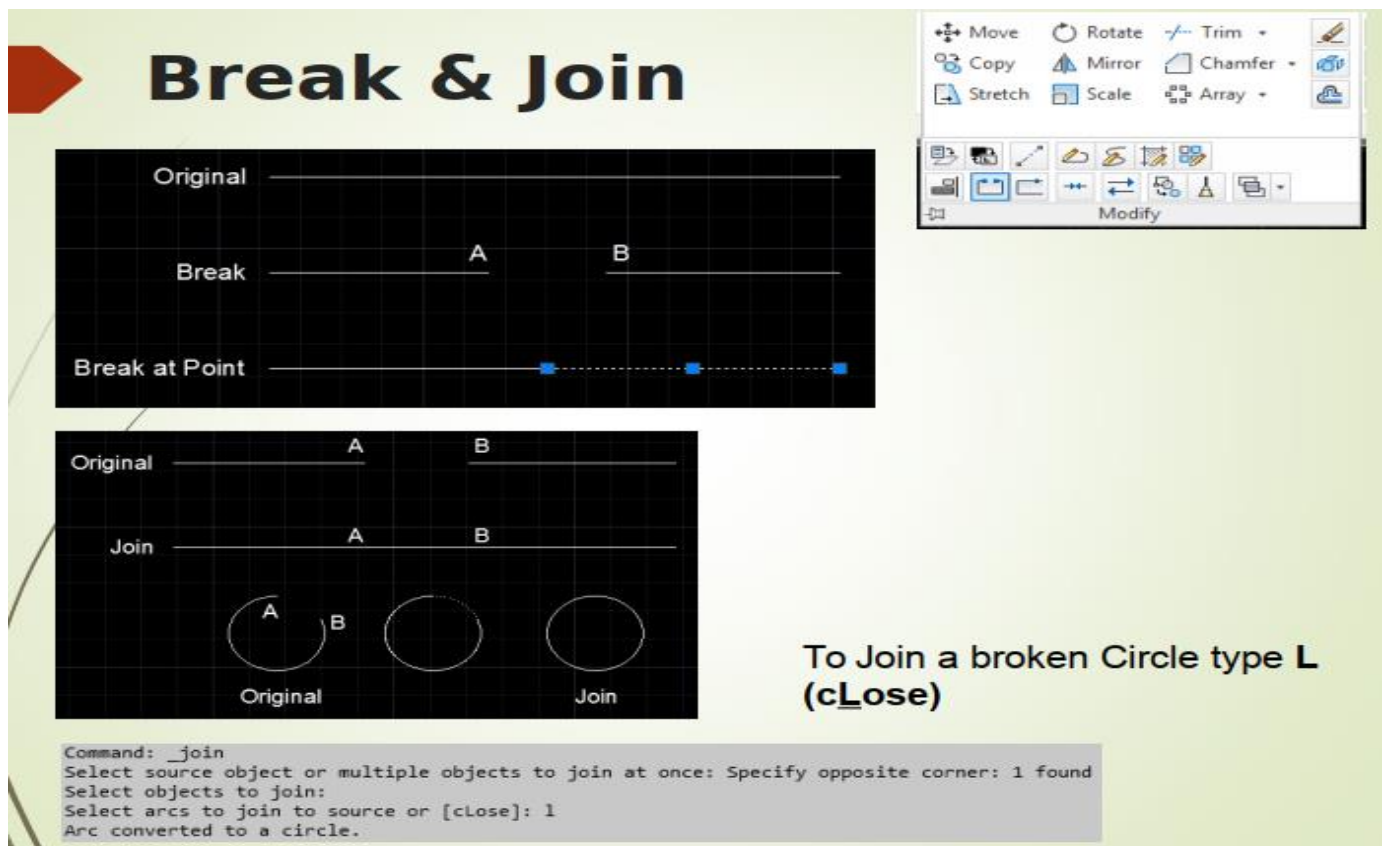 Break & Join
Move Rotate Trim
Copy Mirror Chamfer
Stretch Scale Array
Modify
Original
A B
Break
Break at Point
A B
Original
A B
Join
A
B
Original Join
To Join a broken Circle type L
(cLose)
Command: _join
Select source object or multiple objects to join at once: Specify opposite corner: 1 found
Select objects to join:
Select arcs to join to source or [cLose]: l
Arc converted to a circle.